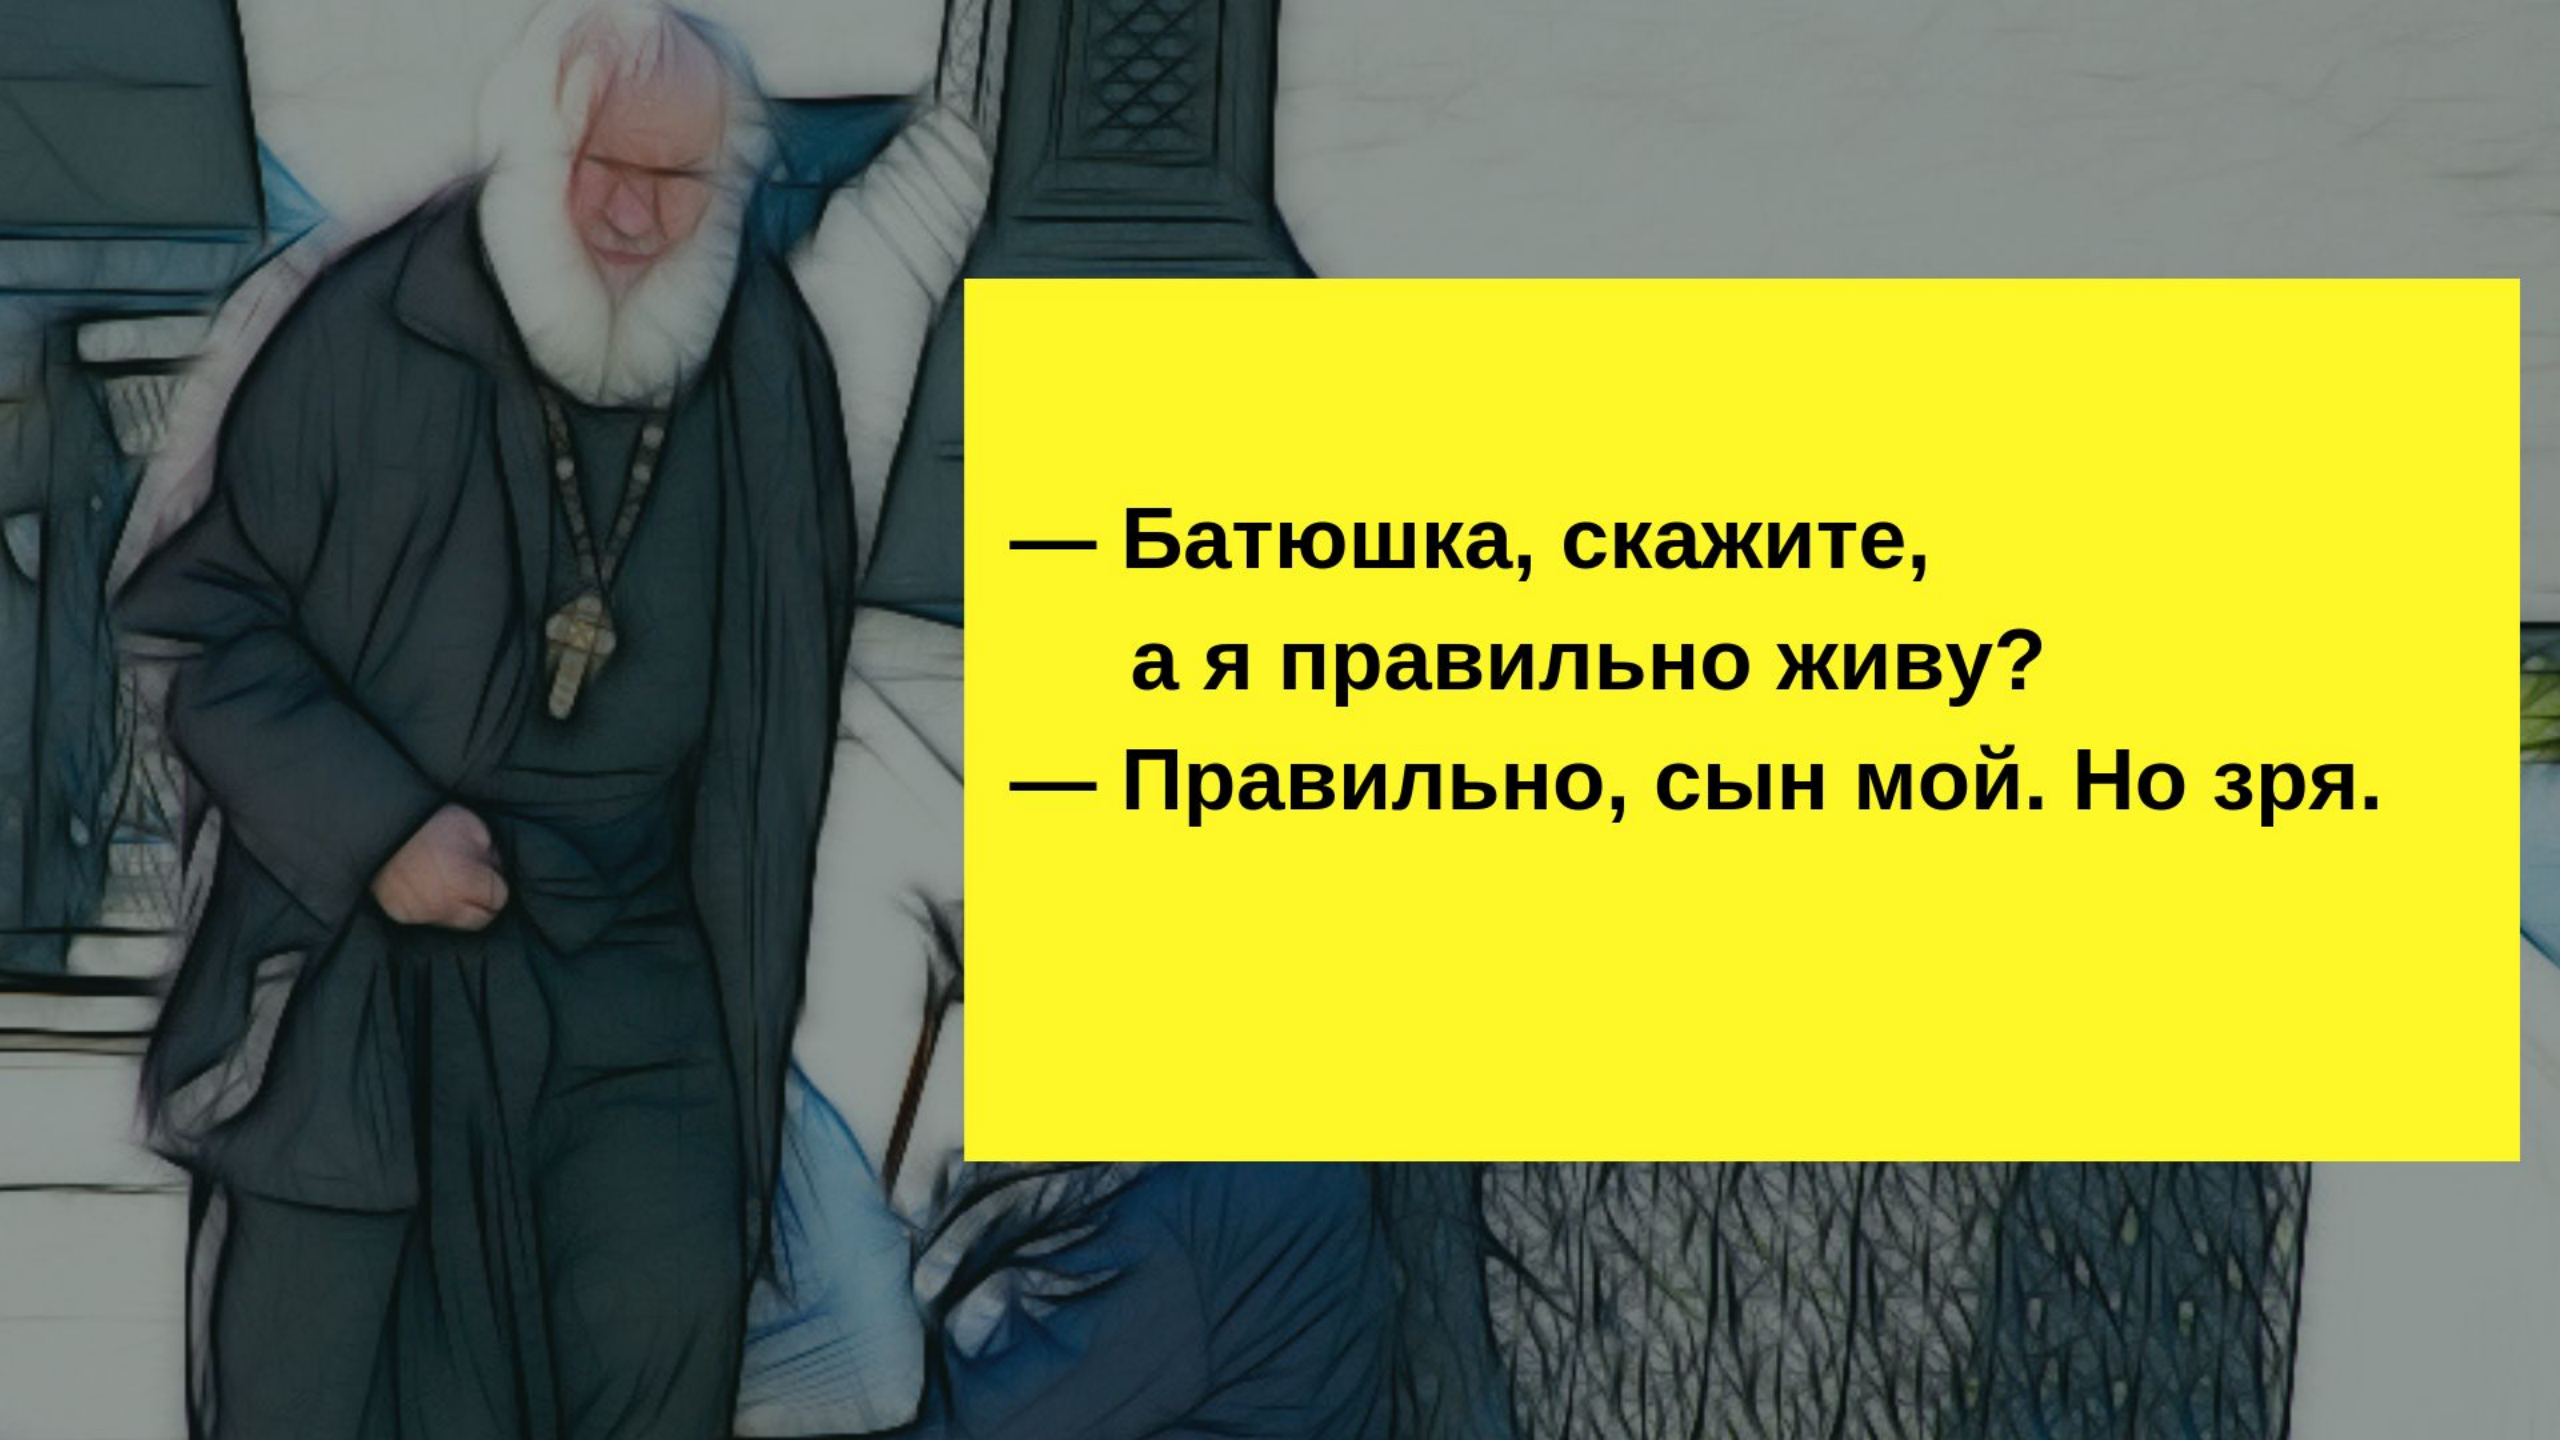 — Батюшка, скажите,
а я правильно живу?
— Правильно, сын мой. Но зря.